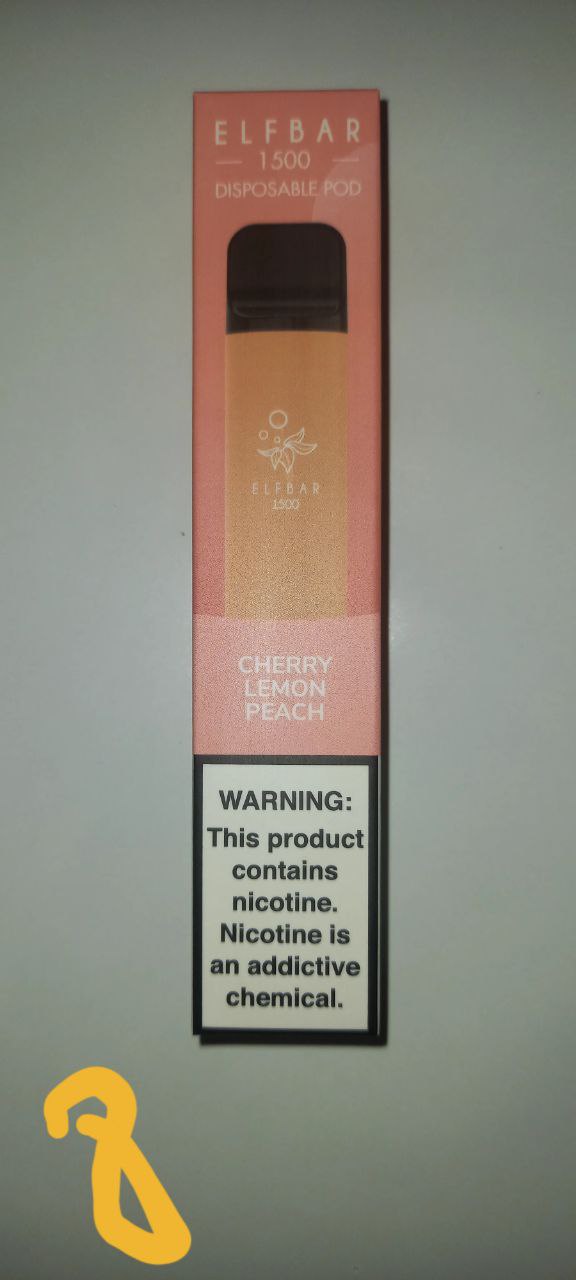 ELFBAR
1500
DISPOSABLE POD
ELFBAR
1500
CHERRY
LEMON
PEACH
WARNING:
This product
contains
nicotine.
Nicotine is
an addictive
chemical.
8